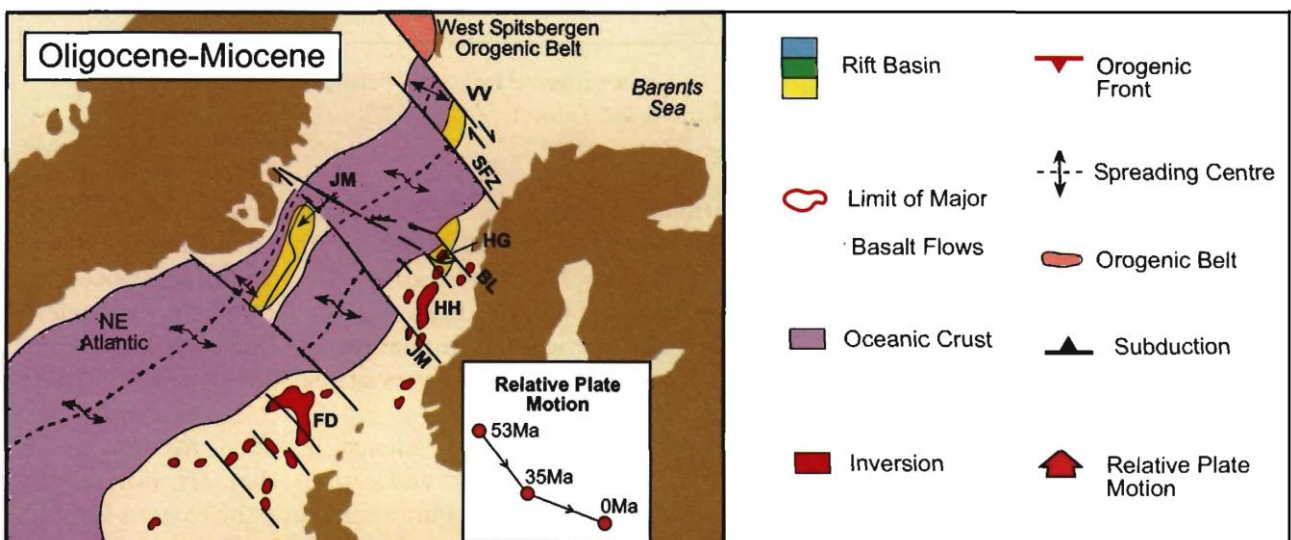 Oligocene-Miocene
West Spitsbergen
Orogenic Belt
Barents
Sea
VV
SFZ
JM
HG
BL
HH
JM
NE
Atlantic
FD
Relative Plate
Motion
53Ma
35Ma
0Ma
Rift Basin
Limit of Major
Basalt Flows
Oceanic Crust
Inversion
Orogenic
Front
Spreading Centre
Orogenic Belt
Subduction
Relative Plate
Motion